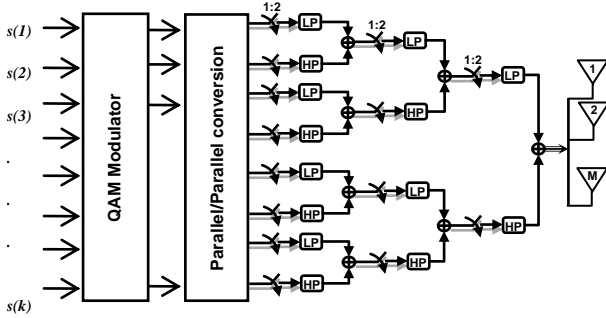 s(1)
s(2)
s(3)
.
.
.
s(k)
QAM Modulator
Parallel/Parallel conversion
1:2
LP
HP
LP
HP
LP
HP
LP
HP
1:2
LP
HP
LP
HP
1:2
LP
HP
1
2
M